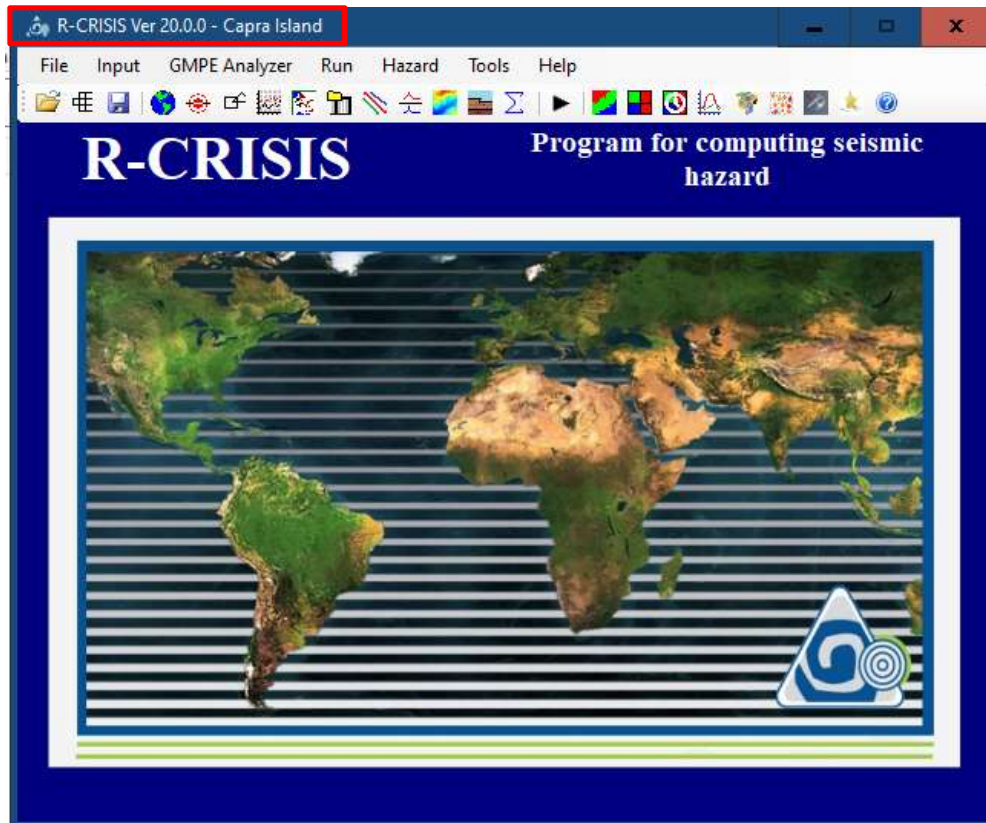 R-CRISIS Ver 20.0.0 - Capra Island
File Input GMPE Analyzer Run Hazard Tools Help
R-CRISIS
Program for computing seismic
hazard